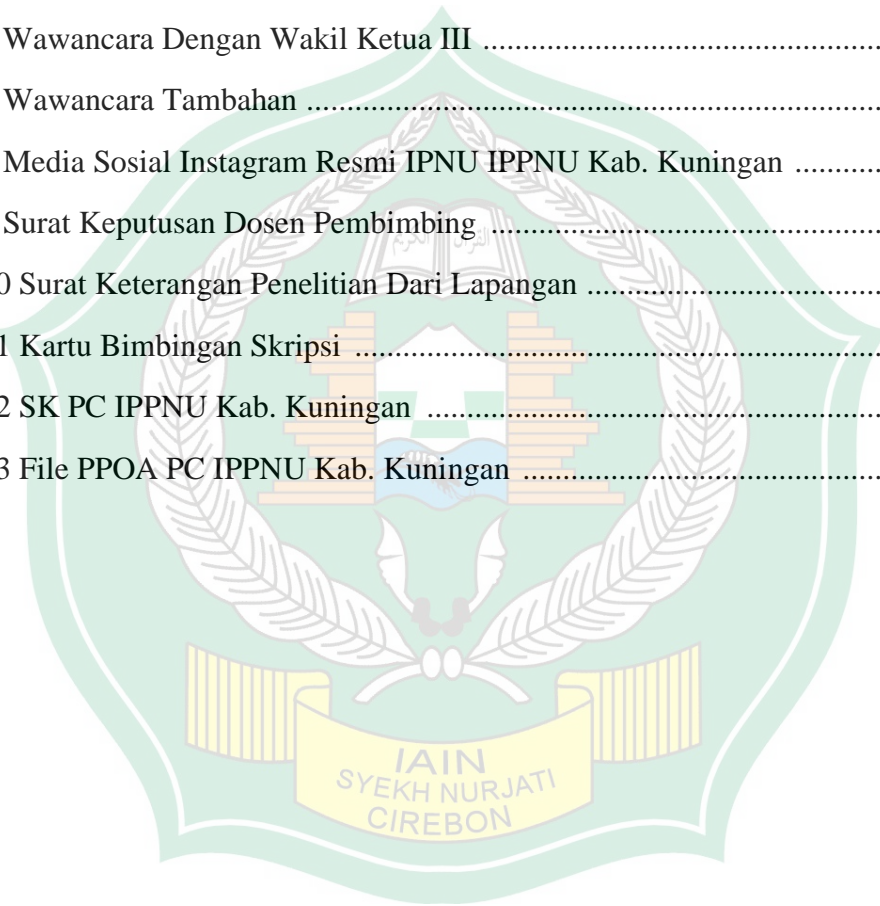 Wawancara Dengan Wakil Ketua III ....................................................
Wawancara Tambahan ..........................................................................
Media Sosial Instagram Resmi IPNU IPPNU Kab. Kuningan ...........
Surat Keputusan Dosen Pembimbing ...................................................
القرآن الكريم
0 Surat Keterangan Penelitian Dari Lapangan ......................................
1 Kartu Bimbingan Skripsi ....................................................................
2 SK PC IPPNU Kab. Kuningan ...........................................................
3 File PPOA PC IPPNU Kab. Kuningan ..............................................
IAIN
SYEKH NURJATI
CIREBON